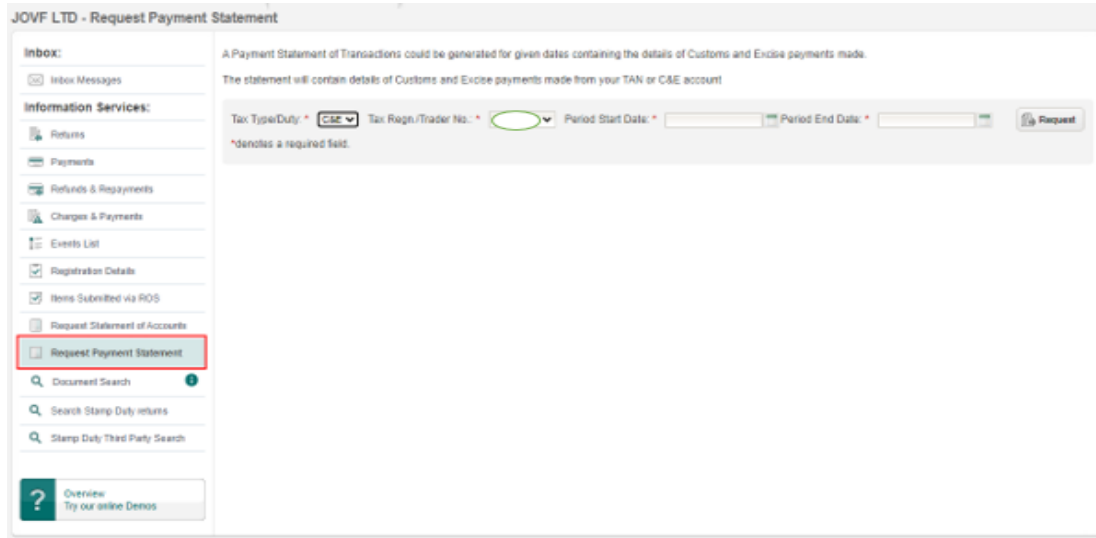 JOVF LTD - Request Payment Statement
Inbox:
Inbox Messages
Information Services:
Returns
Payments
Refunds & Repayments
Charges & Payments
Events List
Registration Details
Items Submitted via ROS
Request Statement of Accounts
Request Payment Statement
Document Search
Search Stamp Duty returns
Stamp Duty Third Party Search
? Overview
Try our online Demos
A Payment Statement of Transactions could be generated for given dates containing the details of Customs and Excise payments made.
The statement will contain details of Customs and Excise payments made from your TAN or C&E account
Tax Type/Duty: * C&E Tax Regn./Trader No.: * Period Start Date: * Period End Date: * Request
*denotes a required field.